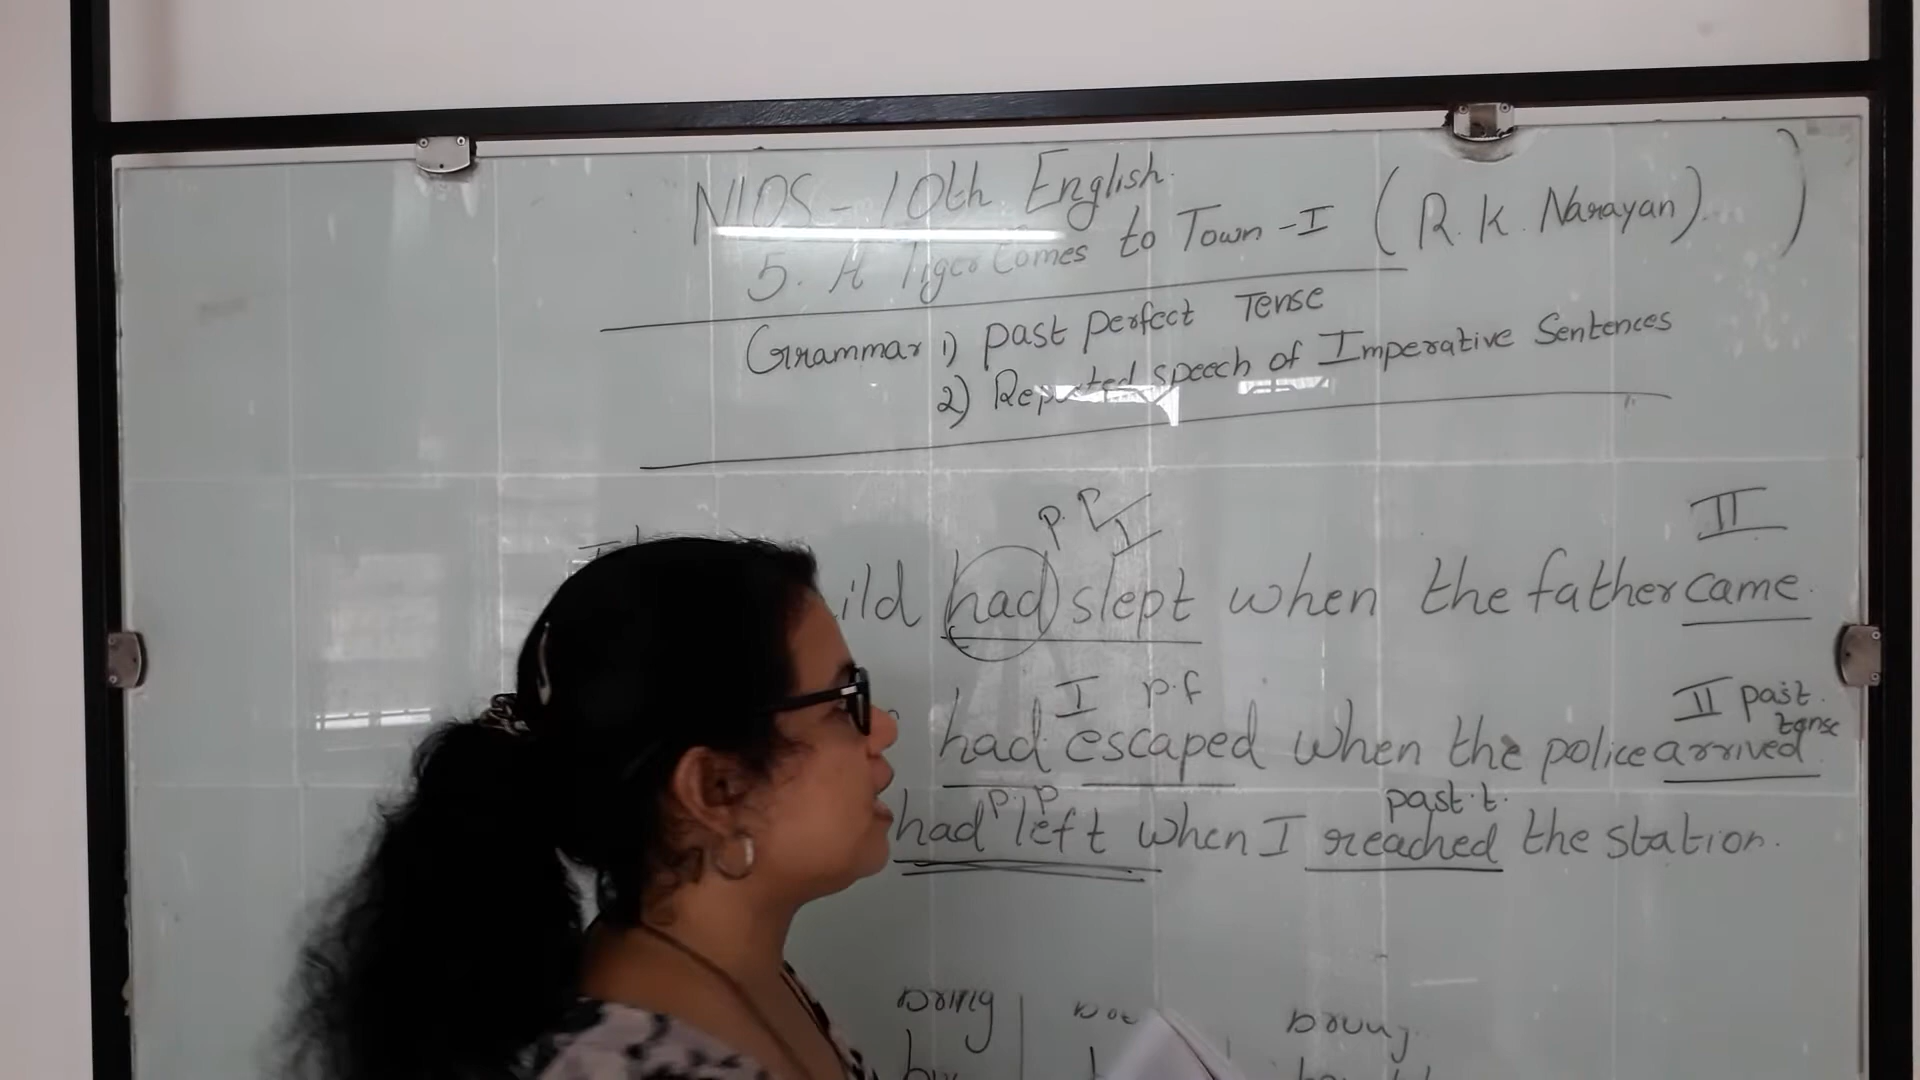 NIOS - 10th English.
5. A Tiger Comes to Town - I ( R. K. Narayan) )
Grammar 1) past perfect Tense
2) Reported speech of Imperative Sentences
P. P I II
ild had slept when the father came.
I p.f II past. tense
had escaped when the police arrived
p. p past. t.
had left when I reached the station.
bring